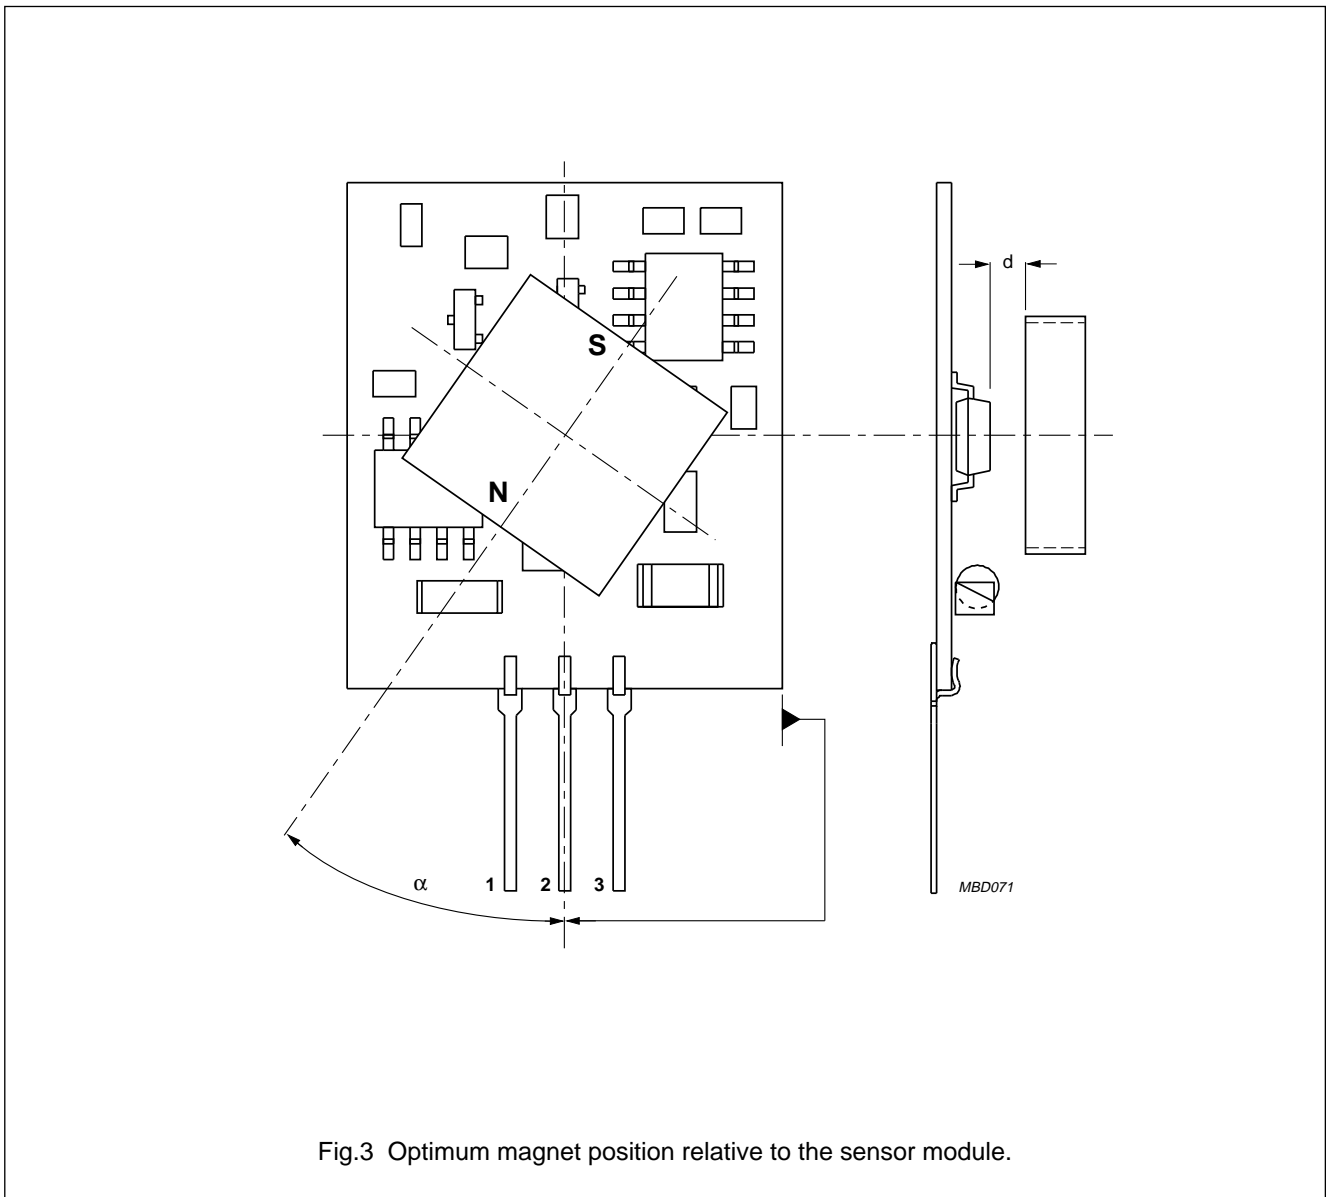 d
S
N
α
1 2 3
MBD071
Fig.3 Optimum magnet position relative to the sensor module.